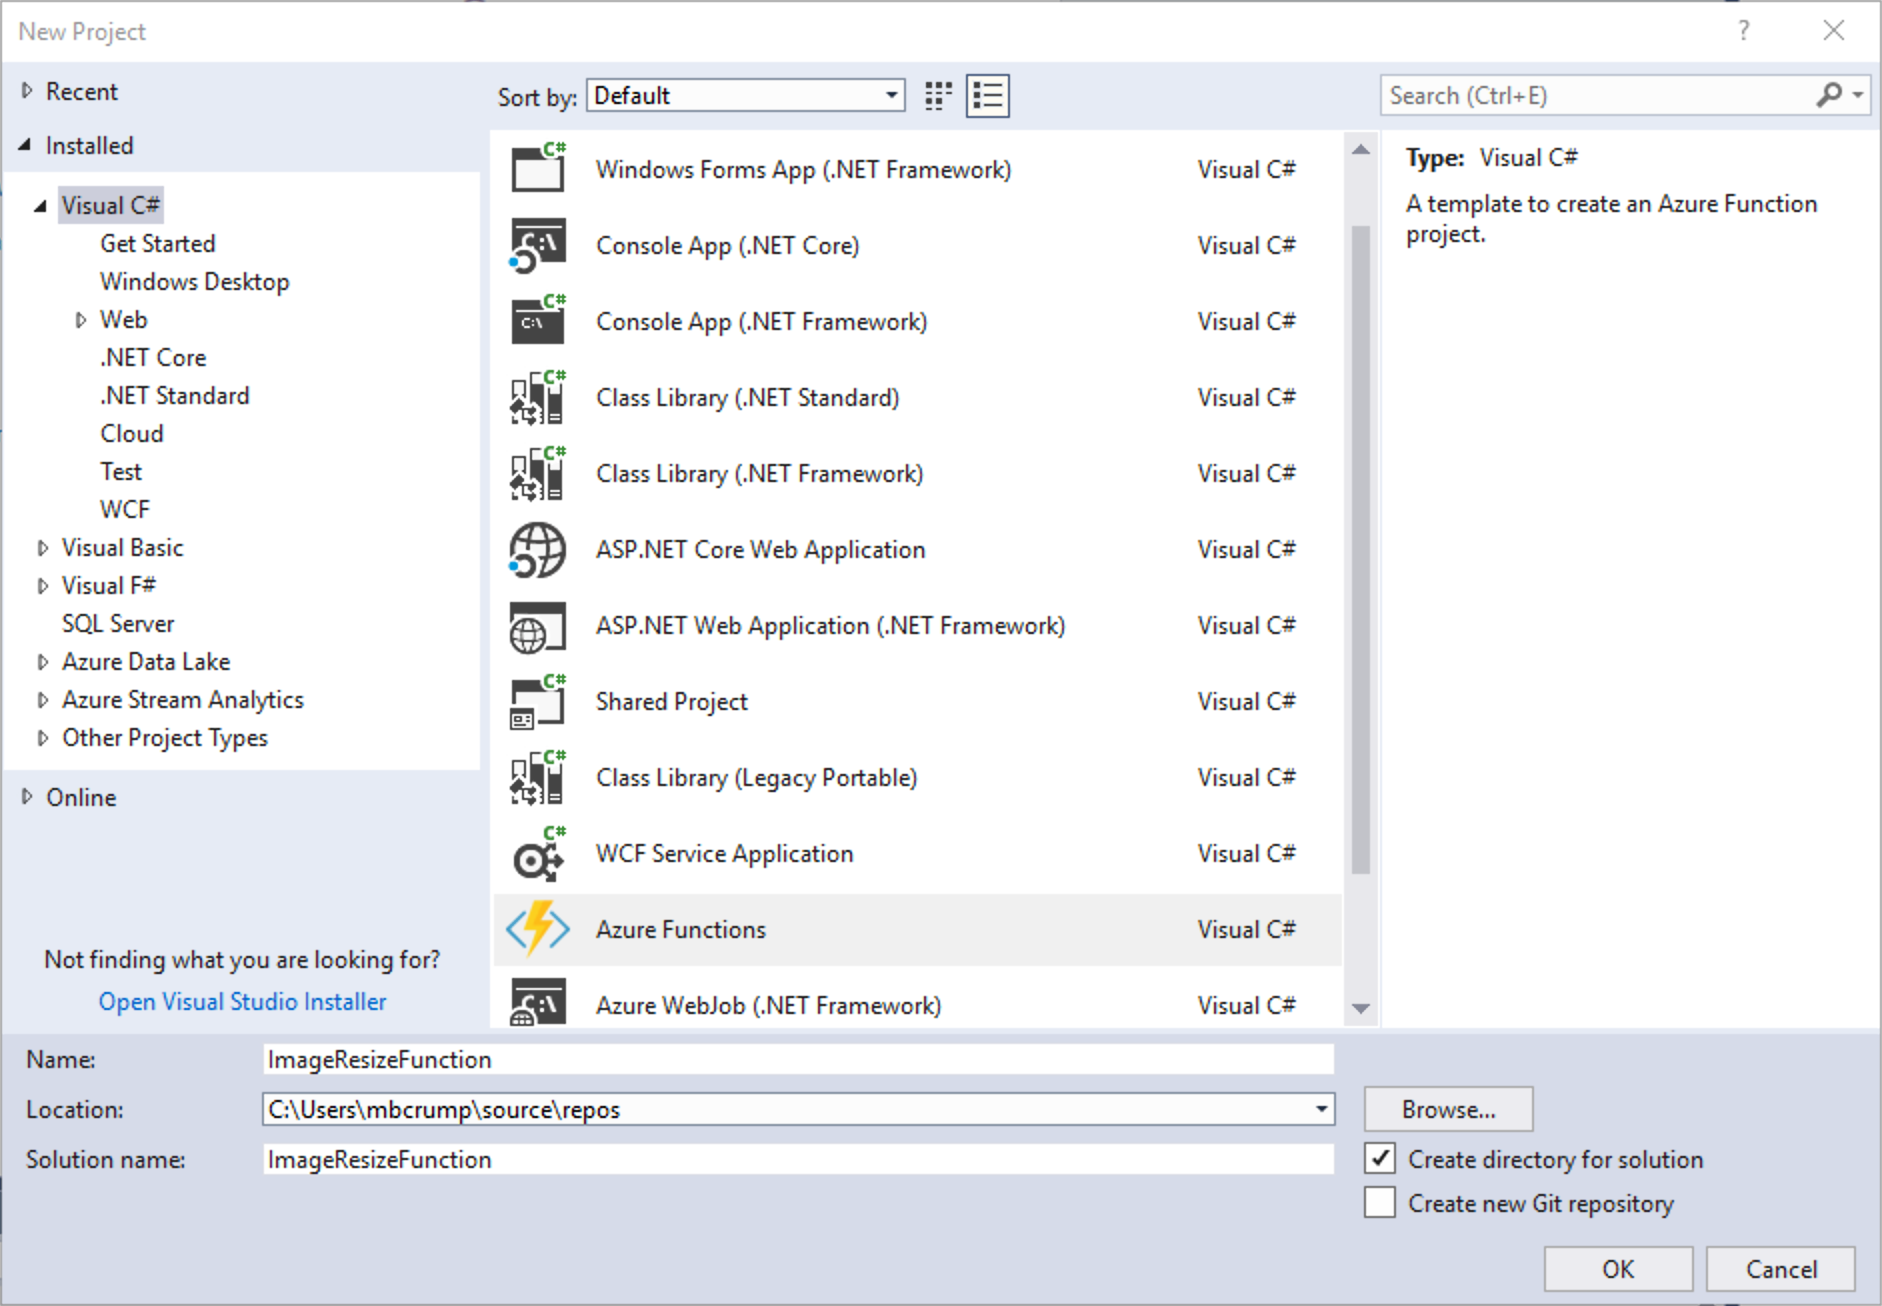 New Project
?
Recent
Installed
Visual C#
Get Started
Windows Desktop
Web
.NET Core
.NET Standard
Cloud
Test
WCF
Visual Basic
Visual F#
SQL Server
Azure Data Lake
Azure Stream Analytics
Other Project Types
Online
Not finding what you are looking for?
Open Visual Studio Installer
Sort by: Default
Search (Ctrl+E)
Windows Forms App (.NET Framework) Visual C#
Console App (.NET Core) Visual C#
Console App (.NET Framework) Visual C#
Class Library (.NET Standard) Visual C#
Class Library (.NET Framework) Visual C#
ASP.NET Core Web Application Visual C#
ASP.NET Web Application (.NET Framework) Visual C#
Shared Project Visual C#
Class Library (Legacy Portable) Visual C#
WCF Service Application Visual C#
Azure Functions Visual C#
Azure WebJob (.NET Framework) Visual C#
Type: Visual C#
A template to create an Azure Function
project.
Name: ImageResizeFunction
Location: C:\Users\mbcrump\source\repos
Browse...
Solution name: ImageResizeFunction
Create directory for solution
Create new Git repository
OK
Cancel